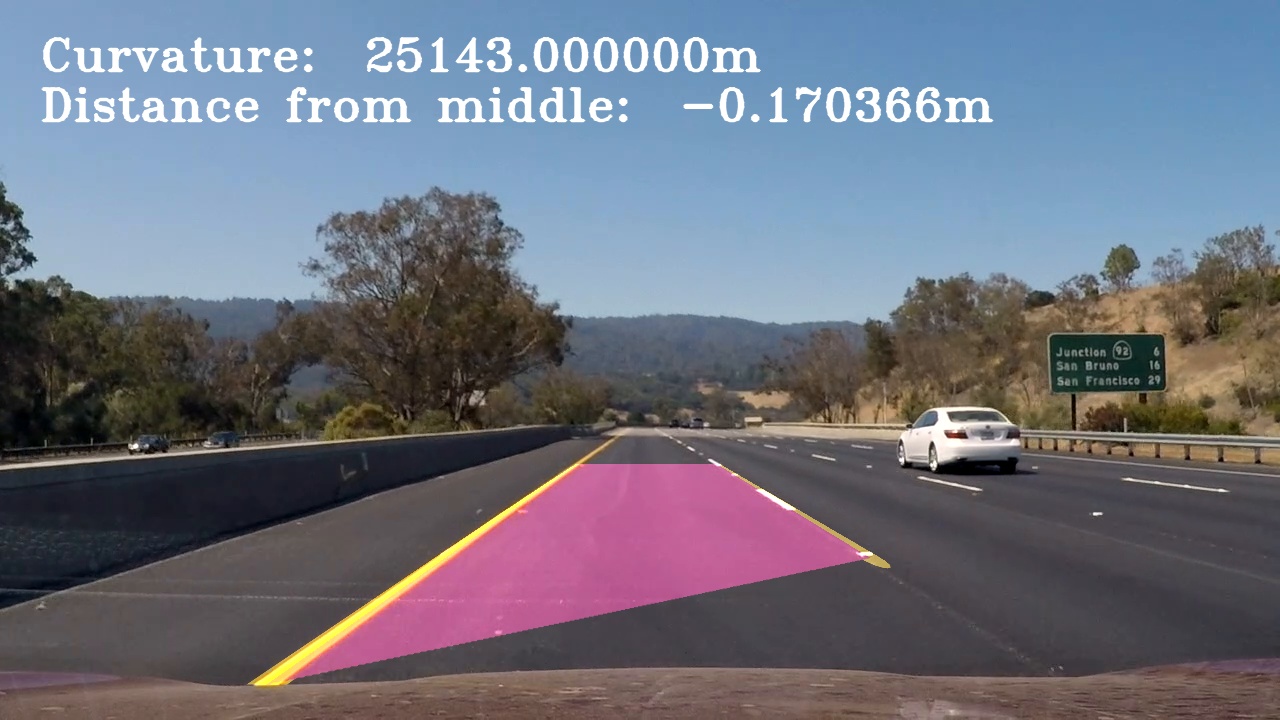 Curvature: 25143.000000m
Distance from middle: -0.170366m
Junction 92 6
San Bruno 16
San Francisco 29